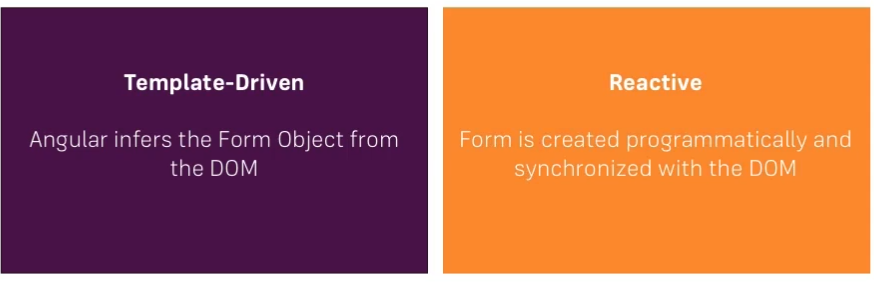 Template-Driven
Angular infers the Form Object from
the DOM
Reactive
Form is created programmatically and
synchronized with the DOM